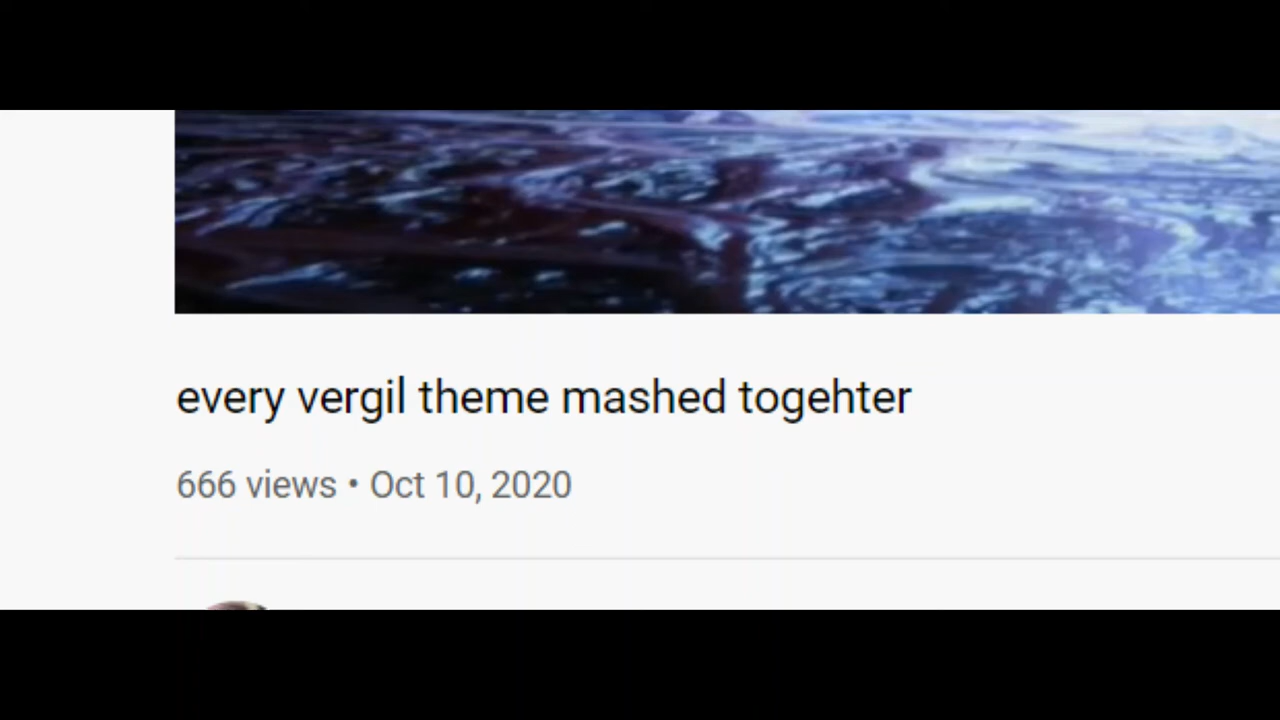 every vergil theme mashed togehter
666 views • Oct 10, 2020